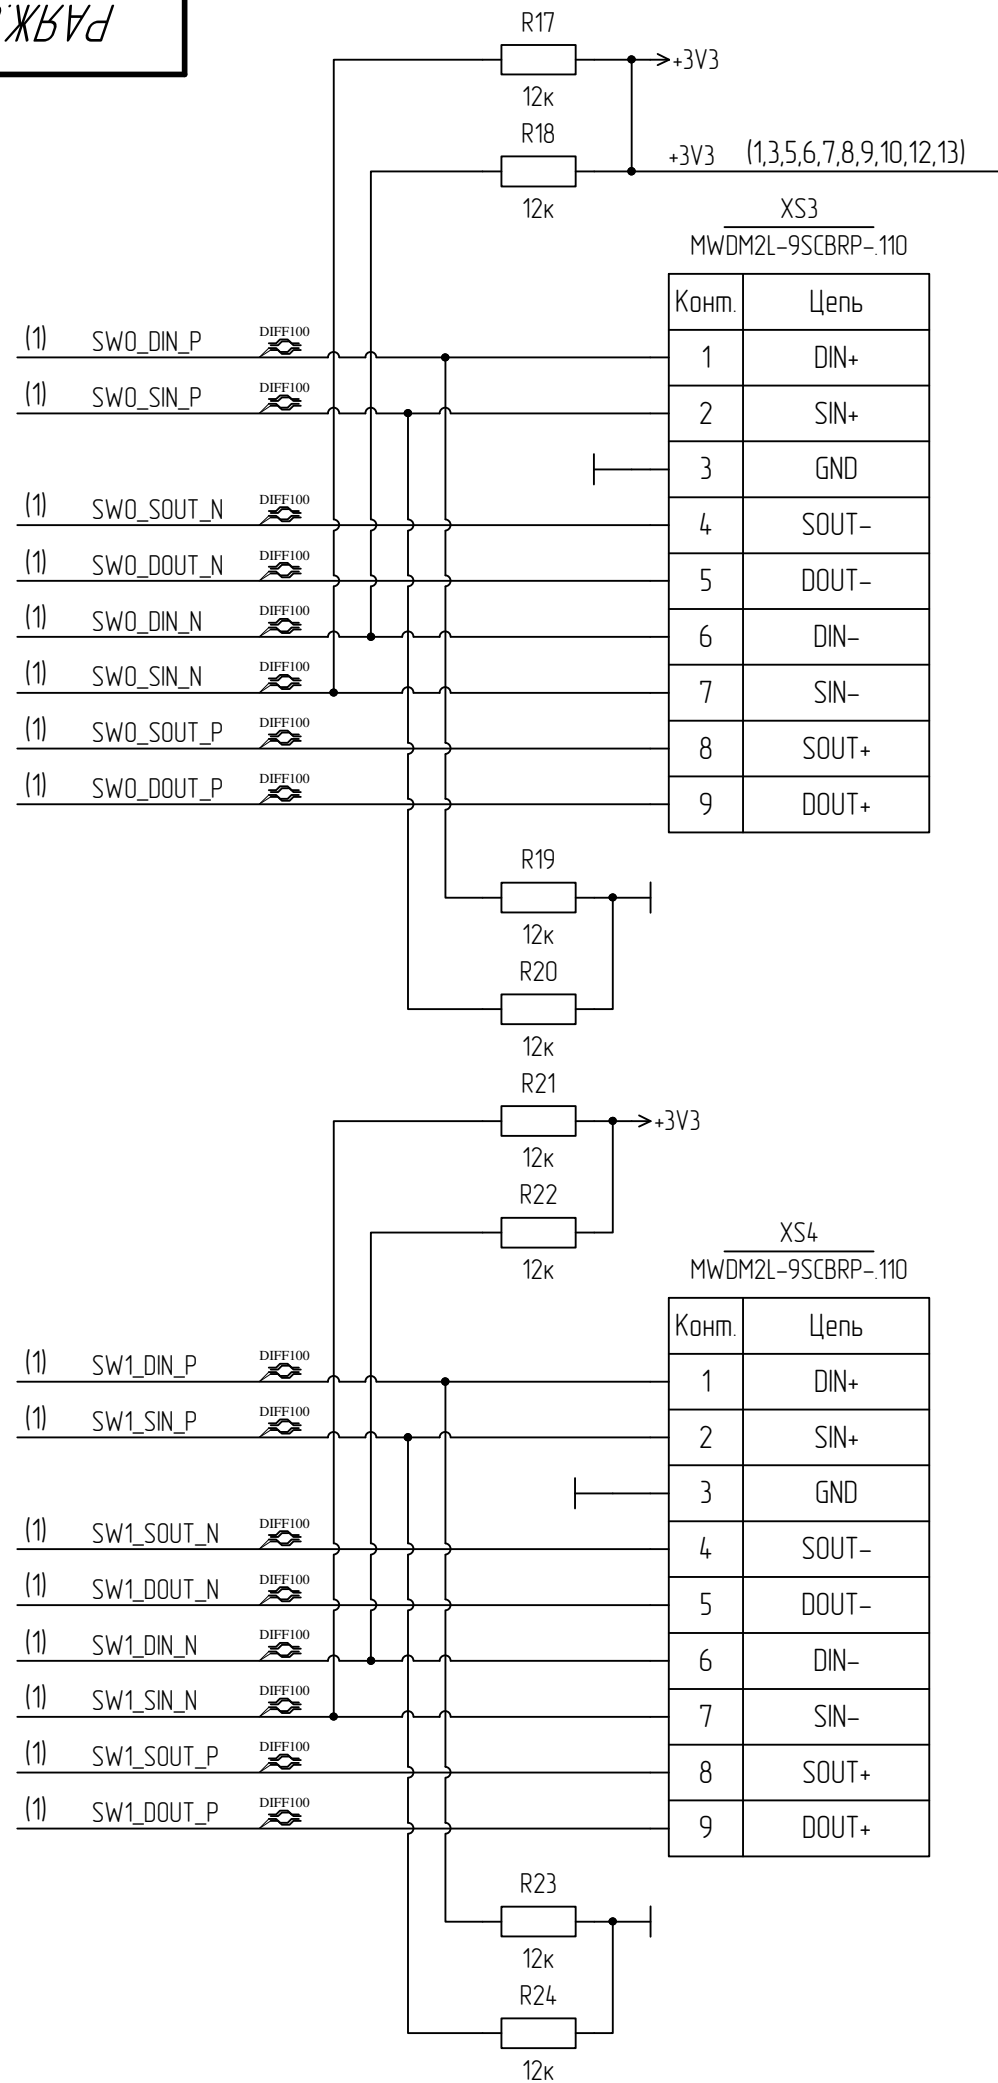 РАЯЖ.
R17
+3V3
12к
R18
+3V3 (1,3,5,6,7,8,9,10,12,13)
12к
XS3
MWDM2L-9SCBRP-.110
Конт. Цепь
(1) SW0_DIN_P DIFF100 1 DIN+
(1) SW0_SIN_P DIFF100 2 SIN+
3 GND
(1) SW0_SOUT_N DIFF100 4 SOUT-
(1) SW0_DOUT_N DIFF100 5 DOUT-
(1) SW0_DIN_N DIFF100 6 DIN-
(1) SW0_SIN_N DIFF100 7 SIN-
(1) SW0_SOUT_P DIFF100 8 SOUT+
(1) SW0_DOUT_P DIFF100 9 DOUT+
R19
12к
R20
12к
R21
+3V3
12к
R22
12к
XS4
MWDM2L-9SCBRP-.110
Конт. Цепь
(1) SW1_DIN_P DIFF100 1 DIN+
(1) SW1_SIN_P DIFF100 2 SIN+
3 GND
(1) SW1_SOUT_N DIFF100 4 SOUT-
(1) SW1_DOUT_N DIFF100 5 DOUT-
(1) SW1_DIN_N DIFF100 6 DIN-
(1) SW1_SIN_N DIFF100 7 SIN-
(1) SW1_SOUT_P DIFF100 8 SOUT+
(1) SW1_DOUT_P DIFF100 9 DOUT+
R23
12к
R24
12к